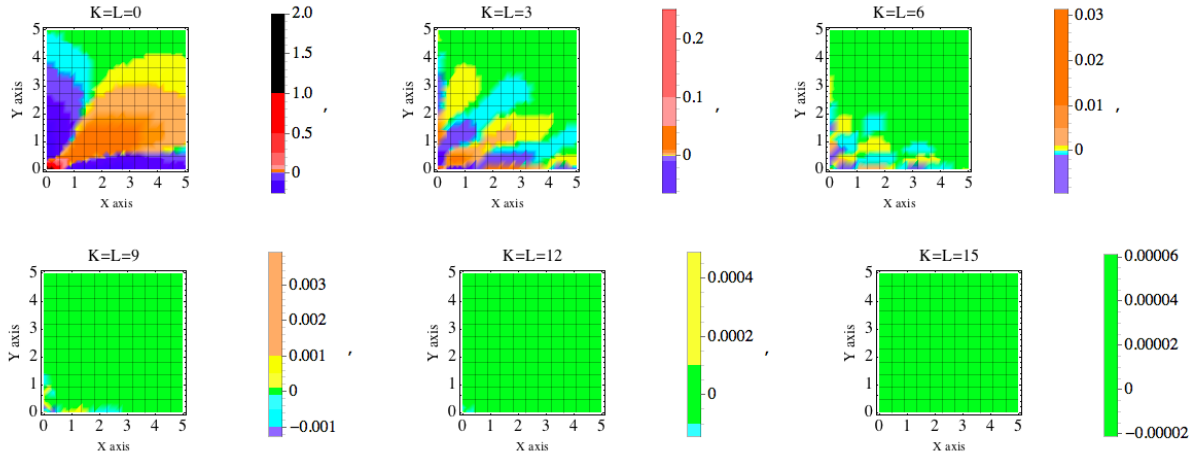 K=L=0
5
4
3
2
1
0
Y axis
0 1 2 3 4 5
X axis
2.0
1.5
1.0
0.5
0
,
K=L=3
5
4
3
2
1
0
Y axis
0 1 2 3 4 5
X axis
0.2
0.1
0
,
K=L=6
5
4
3
2
1
0
Y axis
0 1 2 3 4 5
X axis
0.03
0.02
0.01
0
,
K=L=9
5
4
3
2
1
0
Y axis
0 1 2 3 4 5
X axis
0.003
0.002
0.001
0
−0.001
,
K=L=12
5
4
3
2
1
0
Y axis
0 1 2 3 4 5
X axis
0.0004
0.0002
0
,
K=L=15
5
4
3
2
1
0
Y axis
0 1 2 3 4 5
X axis
0.00006
0.00004
0.00002
0
−0.00002